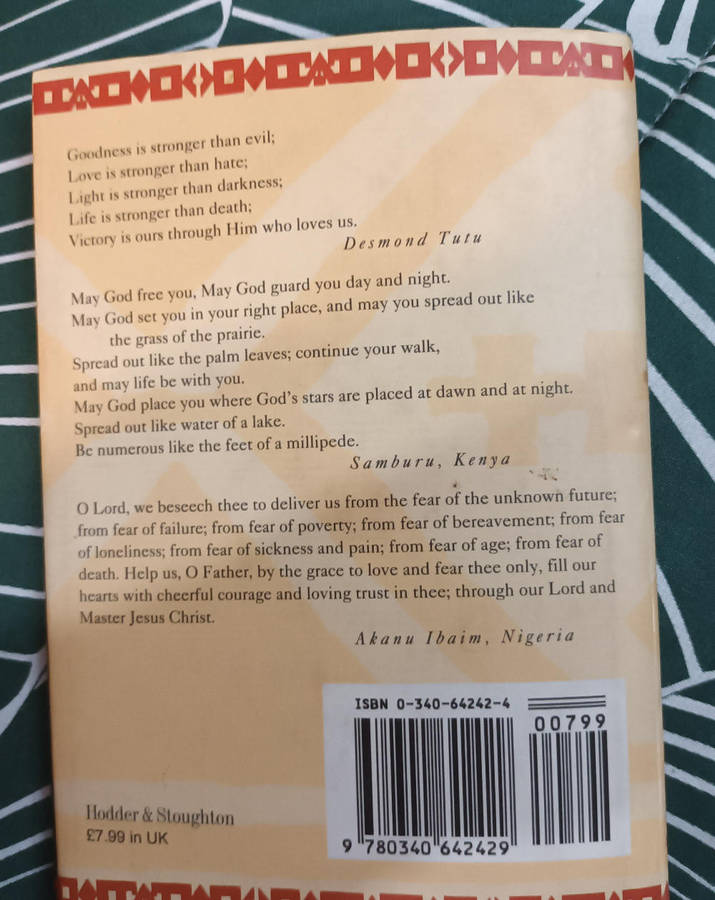 Goodness is stronger than evil;
Love is stronger than hate;
Light is stronger than darkness;
Life is stronger than death;
Victory is ours through Him who loves us.
Desmond Tutu
May God free you, May God guard you day and night.
May God set you in your right place, and may you spread out like
the grass of the prairie.
Spread out like the palm leaves; continue your walk,
and may life be with you.
May God place you where God's stars are placed at dawn and at night.
Spread out like water of a lake.
Be numerous like the feet of a millipede.
Samburu, Kenya
O Lord, we beseech thee to deliver us from the fear of the unknown future;
from fear of failure; from fear of poverty; from fear of bereavement; from fear
of loneliness; from fear of sickness and pain; from fear of age; from fear of
death. Help us, O Father, by the grace to love and fear thee only, fill our
hearts with cheerful courage and loving trust in thee; through our Lord and
Master Jesus Christ.
Akanu Ibaim, Nigeria
ISBN 0-340-64242-4
00799
9 780340 642429
Hodder & Stoughton
£7.99 in UK